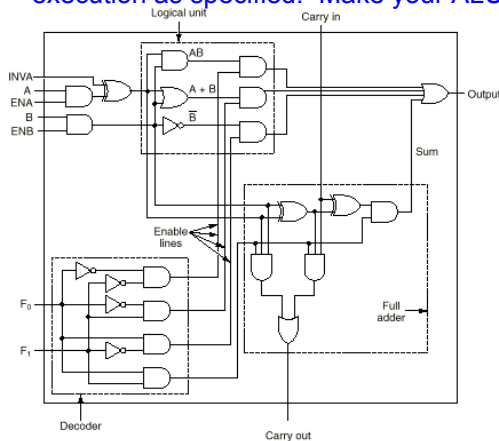 execution as specified. Make your
Logical unit
Carry in
AB
INVA
A
ENA
B
ENB
A + B
B
Output
Sum
Enable
lines
F0
F1
Full
adder
Decoder
Carry out